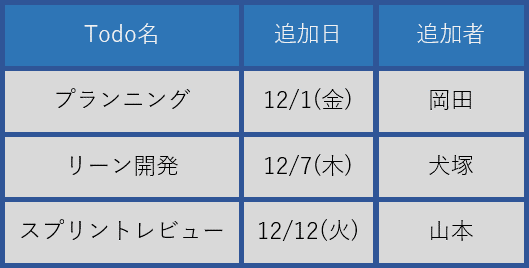 Todo名 追加日 追加者
プランニング 12/1(金) 岡田
リーン開発 12/7(木) 犬塚
スプリントレビュー 12/12(火) 山本